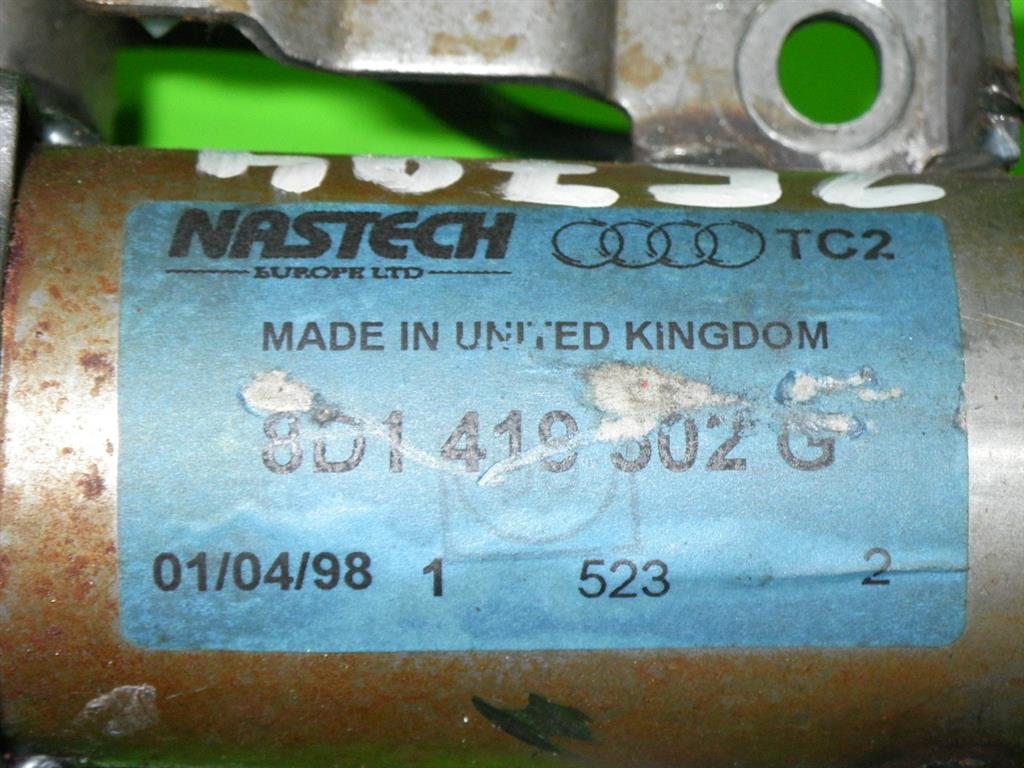 NASTECH TC2
EUROPE LTD
MADE IN UNITED KINGDOM
8D1 419 502 G
01/04/98 1 523 2